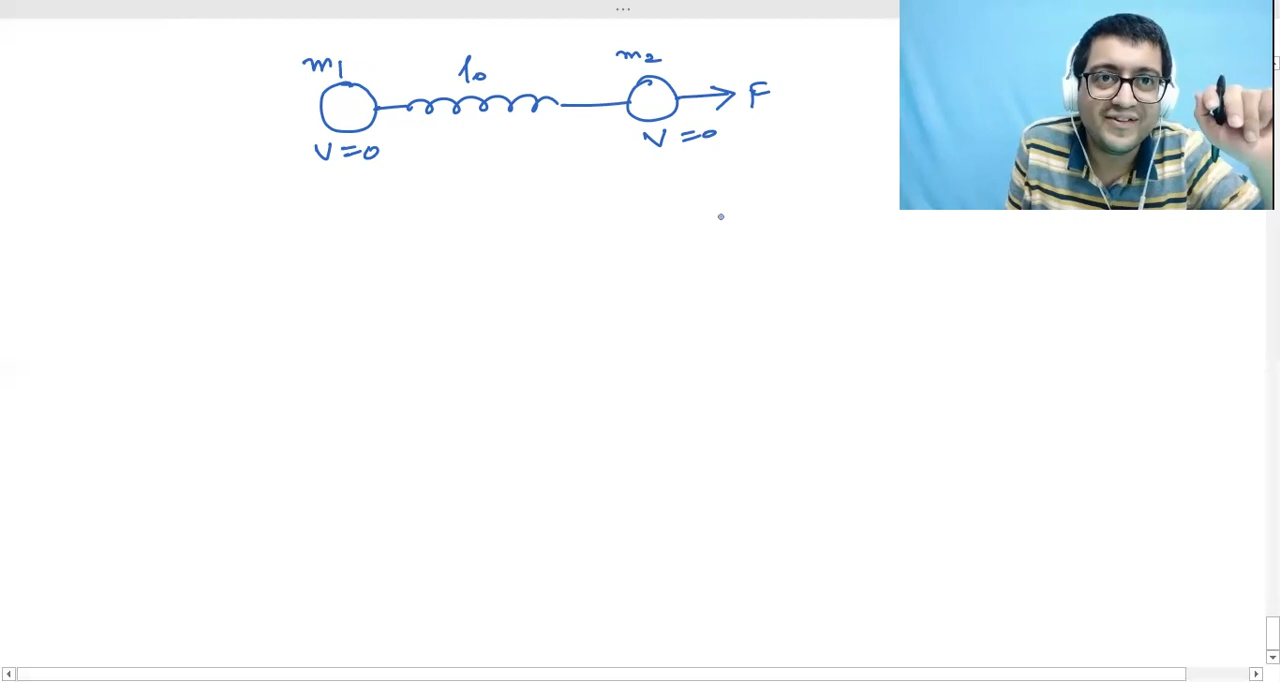 m₁ l₀ m₂
F
V=0 V=0